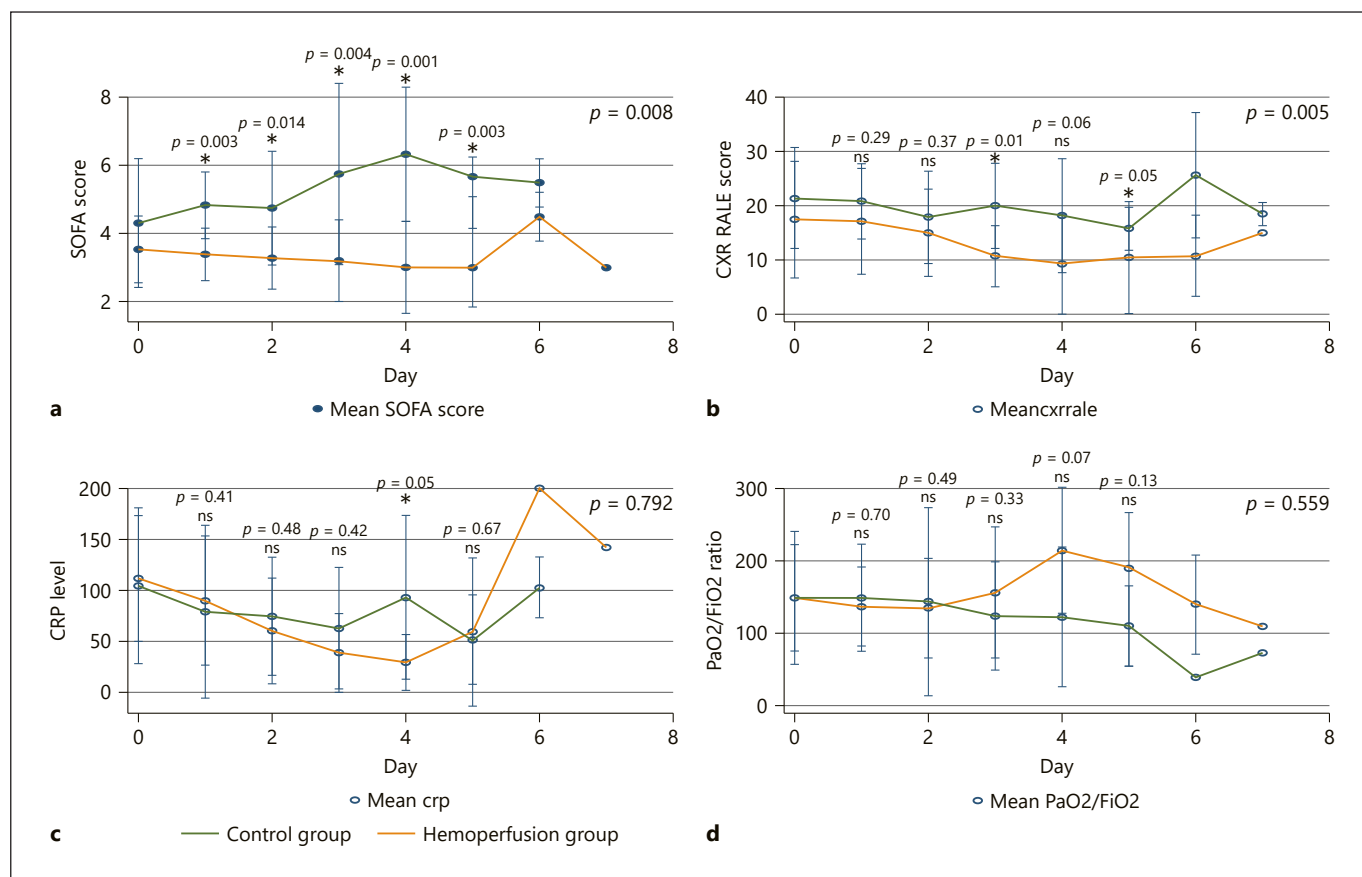 p = 0.004
p = 0.001
*
*
8
p = 0.008
p = 0.014
p = 0.003
p = 0.003
*
*
*
6
SOFA score
4
2
0
2
4
6
8
Day
a
Mean SOFA score
40
p = 0.005
p = 0.06
p = 0.29
p = 0.37
p = 0.01
ns
ns
ns
*
30
p = 0.05
*
CXR RALE score
20
10
0
0
2
4
6
8
Day
b
Meancxrrale
200
p = 0.05
p = 0.792
p = 0.41
*
ns
p = 0.48
p = 0.42
p = 0.67
ns
ns
ns
150
CRP level
100
50
0
0
2
4
6
8
Day
Mean crp
c
Control group
Hemoperfusion group
p = 0.07
300
p = 0.49
ns
p = 0.13
p = 0.559
ns
p = 0.33
ns
p = 0.70
ns
ns
PaO2/FiO2 ratio
200
100
0
0
2
4
6
8
Day
Mean PaO2/FiO2
d